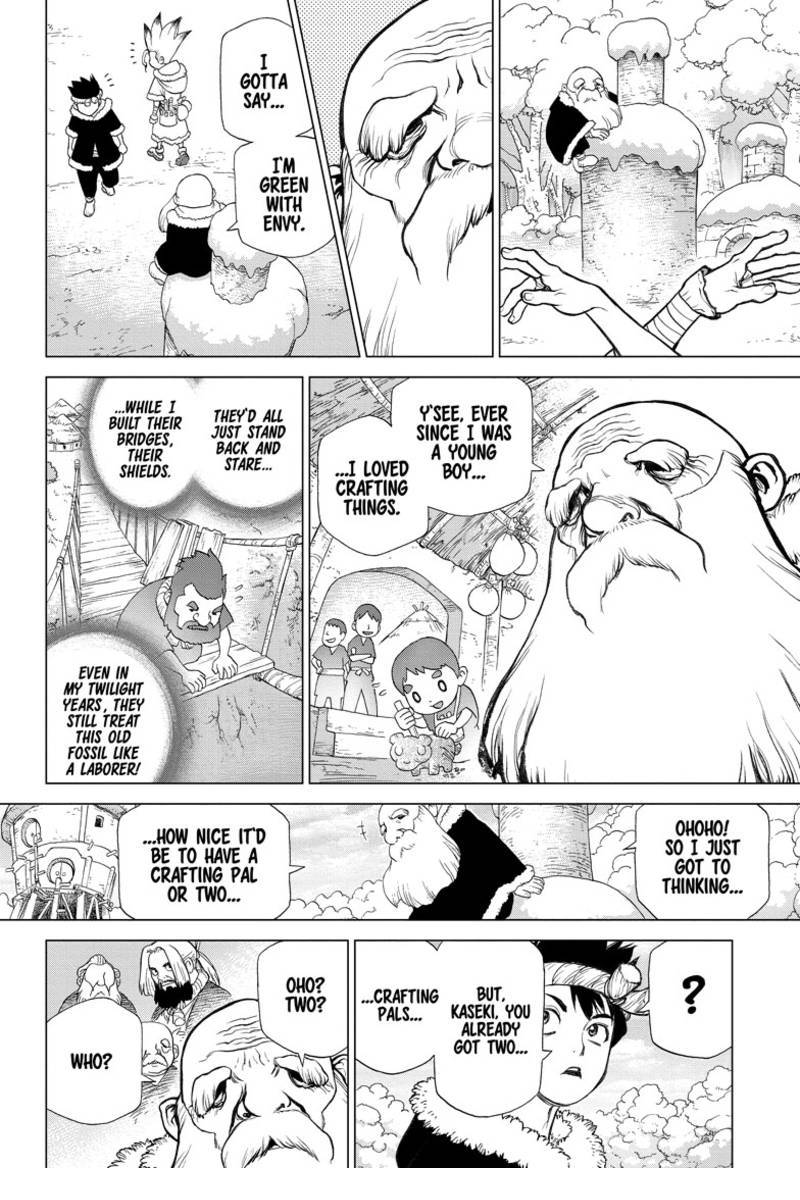 I
GOTTA
SAY...
I'M
GREEN
WITH
ENVY.
Y'SEE, EVER
SINCE I WAS
A YOUNG
BOY...
...I LOVED
CRAFTING
THINGS.
THEY'D ALL
JUST STAND
BACK AND
STARE...
...WHILE I
BUILT THEIR
BRIDGES,
THEIR
SHIELDS.
EVEN IN
MY TWILIGHT
YEARS, THEY
STILL TREAT
THIS OLD
FOSSIL LIKE
A LABORER!
OHOHO!
SO I JUST
GOT TO
THINKING...
...HOW NICE IT'D
BE TO HAVE A
CRAFTING PAL
OR TWO...
?
BUT,
KASEKI, YOU
ALREADY
GOT TWO...
...CRAFTING
PALS...
OHO?
TWO?
WHO?